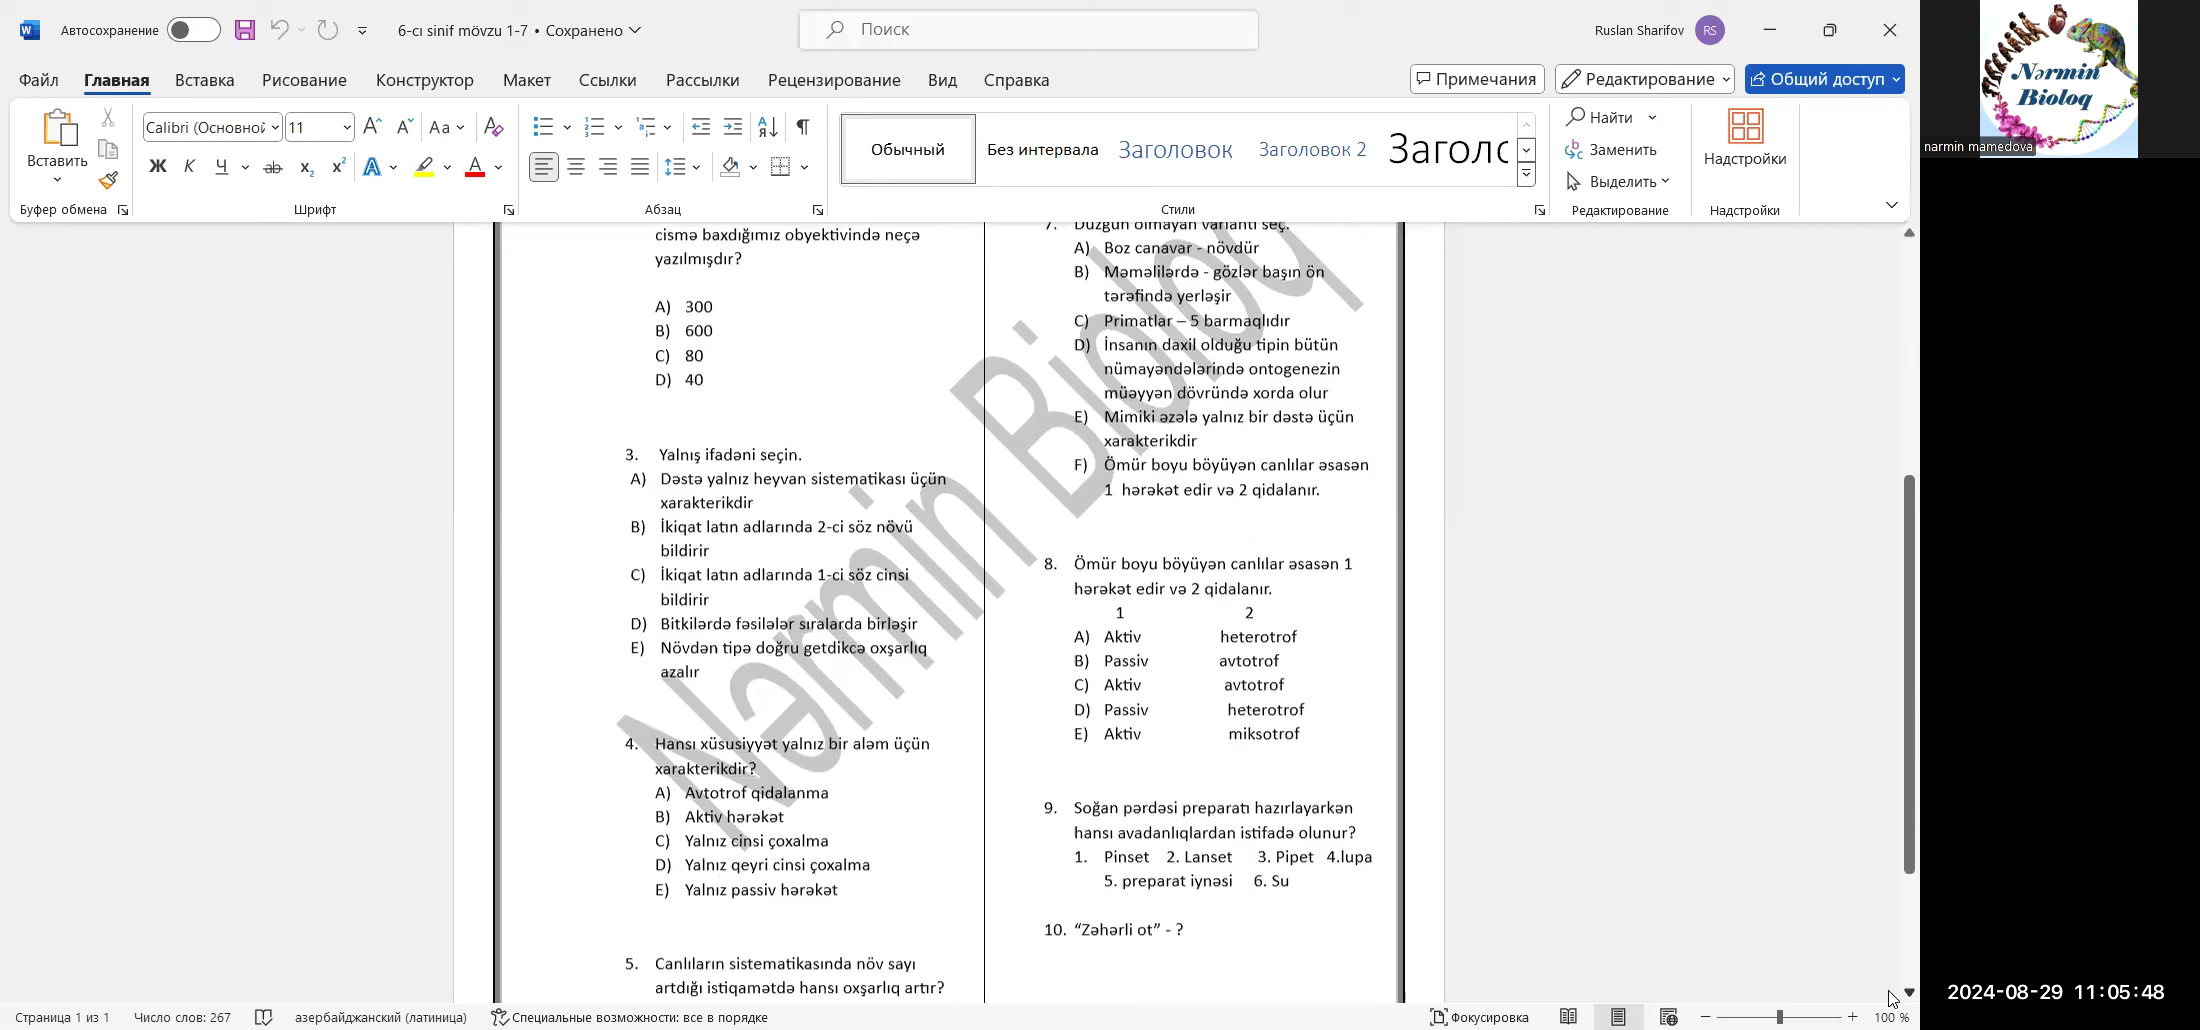 Автосохранение
6-cı sinif mövzu 1-7 • Сохранено
Поиск
Ruslan Sharifov
RS
Файл Главная Вставка Рисование Конструктор Макет Ссылки Рассылки Рецензирование Вид Справка
Примечания
Редактирование
Общий доступ
Вставить
Буфер обмена
Calibri (Основной 11
Шрифт
Абзац
Обычный
Без интервала
Заголовок
Заголовок 2
Заголо
Стили
Найти
Заменить
Выделить
Редактирование
Надстройки
Надстройки
cismə baxdığımız obyektivində neçə
yazılmışdır?
A) 300
B) 600
C) 80
D) 40
3. Yalnış ifadəni seçin.
A) Dəstə yalnız heyvan sistematikası üçün
xarakterikdir
B) İkiqat latın adlarında 2-ci söz növü
bildirir
C) İkiqat latın adlarında 1-ci söz cinsi
bildirir
D) Bitkilərdə fəsilələr sıralarda birləşir
E) Növdən tipə doğru getdikcə oxşarlıq
azalır
4. Hansı xüsusiyyət yalnız bir aləm üçün
xarakterikdir?
A) Avtotrof qidalanma
B) Aktiv hərəkət
C) Yalnız cinsi çoxalma
D) Yalnız qeyri cinsi çoxalma
E) Yalnız passiv hərəkət
5. Canlıların sistematikasında növ sayı
artdığı istiqamətdə hansı oxşarlıq artır?
7. Düzgün olmayan variantı seç.
A) Boz canavar - növdür
B) Məməlilərdə - gözlər başın ön
tərəfində yerləşir
C) Primatlar – 5 barmaqlıdır
D) İnsanın daxil olduğu tipin bütün
nümayəndələrində ontogenezin
müəyyən dövründə xorda olur
E) Mimiki əzələ yalnız bir dəstə üçün
xarakterikdir
F) Ömür boyu böyüyən canlılar əsasən
1 hərəkət edir və 2 qidalanır.
8. Ömür boyu böyüyən canlılar əsasən 1
hərəkət edir və 2 qidalanır.
1 2
A) Aktiv heterotrof
B) Passiv avtotrof
C) Aktiv avtotrof
D) Passiv heterotrof
E) Aktiv miksotrof
9. Soğan pərdəsi preparatı hazırlayarkən
hansı avadanlıqlardan istifadə olunur?
1. Pinset 2. Lanset 3. Pipet 4.lupa
5. preparat iynəsi 6. Su
10. “Zəhərli ot” - ?
Nərmin Bioloq
Nərmin
Bioloq
narmin mamedova
2024-08-29 11:05:48
Страница 1 из 1 Число слов: 267 азербайджанский (латиница) Специальные возможности: все в порядке
Фокусировка
100 %